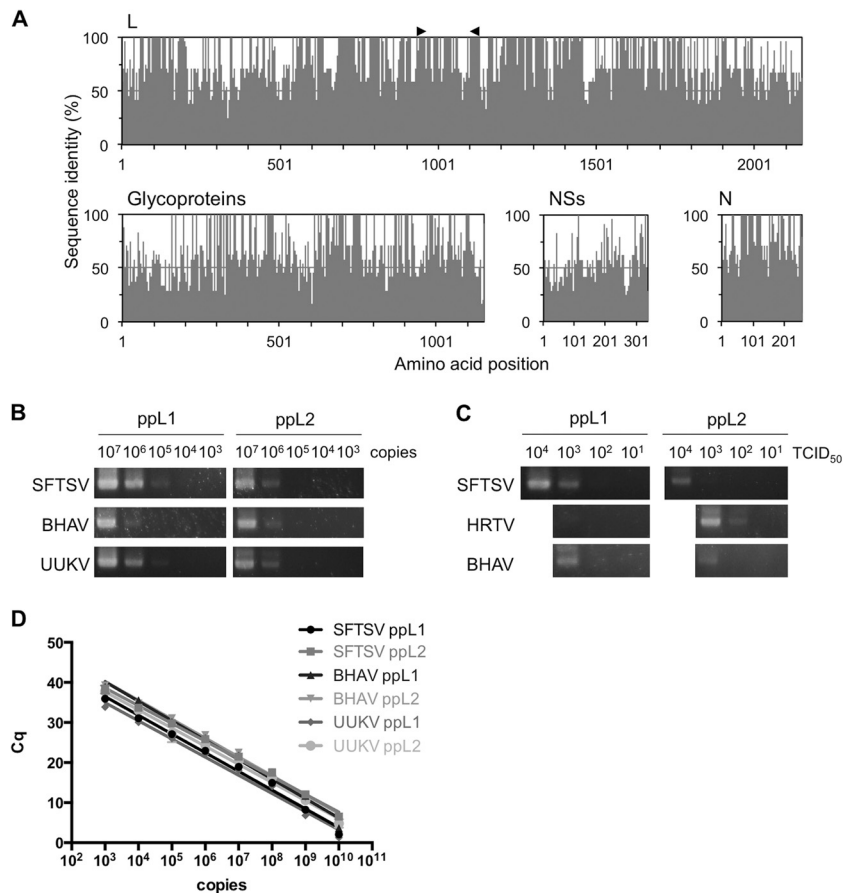 A
L
Sequence identity (%)
100
50
0
1 501 1001 1501 2001
Glycoproteins
NSs
N
100
50
0
1 501 1001
100
50
0
1 101 201 301
100
50
0
1 101 201
Amino acid position
B
ppL1 ppL2
10⁷ 10⁶ 10⁵ 10⁴ 10³ 10⁷ 10⁶ 10⁵ 10⁴ 10³ copies
SFTSV
BHAV
UUKV
C
ppL1 ppL2
10⁴ 10³ 10² 10¹ 10⁴ 10³ 10² 10¹ TCID₅₀
SFTSV
HRTV
BHAV
D
Cq
50
40
30
20
10
0
10² 10³ 10⁴ 10⁵ 10⁶ 10⁷ 10⁸ 10⁹ 10¹⁰ 10¹¹
copies
SFTSV ppL1
SFTSV ppL2
BHAV ppL1
BHAV ppL2
UUKV ppL1
UUKV ppL2